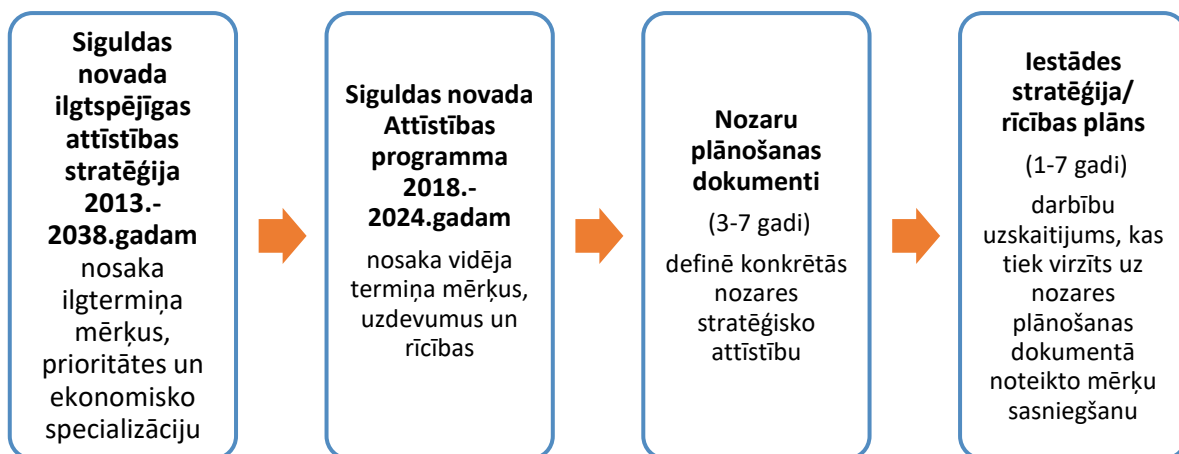 Siguldas
novada
ilgtspējīgas
attīstības
stratēģija
2013.-
2038.gadam
nosaka
ilgtermiņa
mērķus,
prioritātes un
ekonomisko
specializāciju
Siguldas novada
Attīstības
programma
2018.-
2024.gadam
nosaka vidēja
termiņa mērķus,
uzdevumus un
rīcības
Nozaru
plānošanas
dokumenti
(3-7 gadi)
definē konkrētās
nozares
stratēģisko
attīstību
Iestādes
stratēģija/
rīcības plāns
(1-7 gadi)
darbību
uzskaitijums, kas
tiek virzīts uz
nozares
plānošanas
dokumentā
noteikto mērķu
sasniegšanu